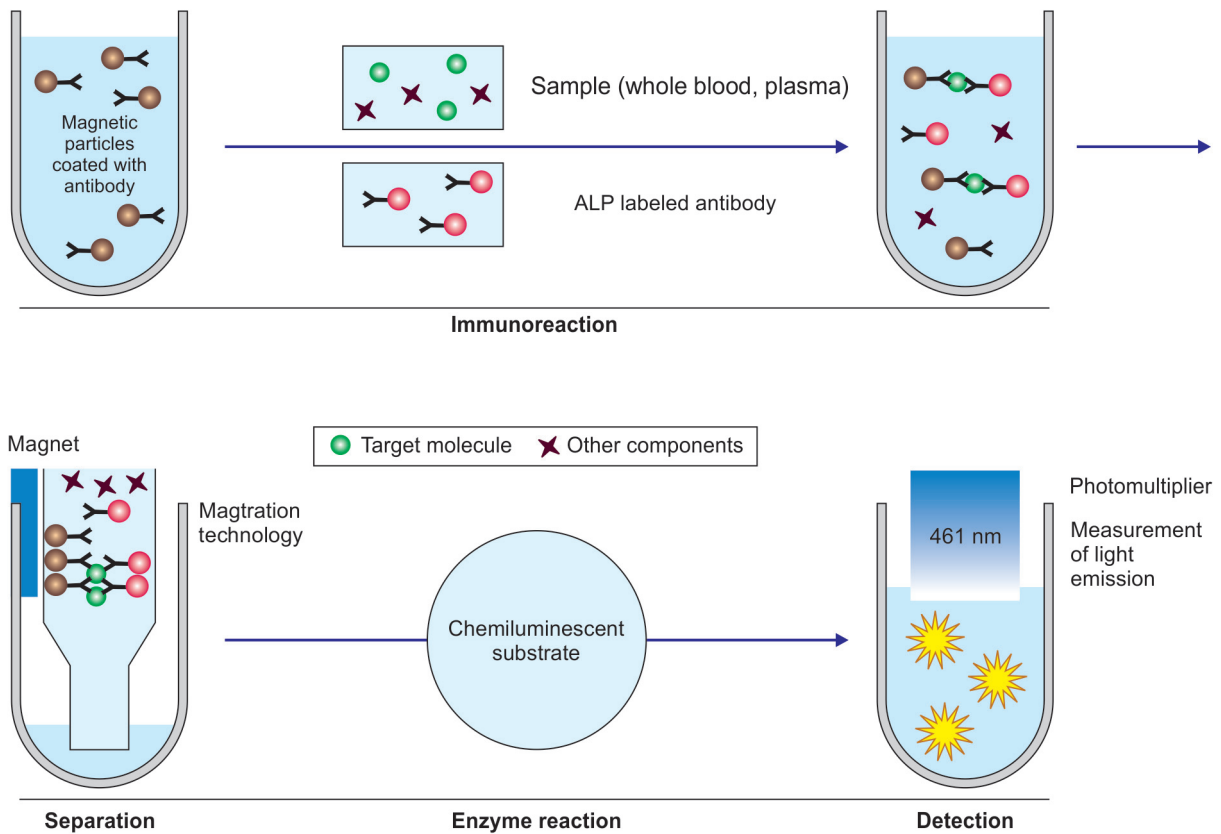 Magnetic
particles
coated with
antibody
Sample (whole blood, plasma)
ALP labeled antibody
Immunoreaction
Target molecule
Other components
Magnet
Magtration
technology
Chemiluminescent
substrate
461 nm
Photomultiplier
Measurement
of light
emission
Separation
Enzyme reaction
Detection